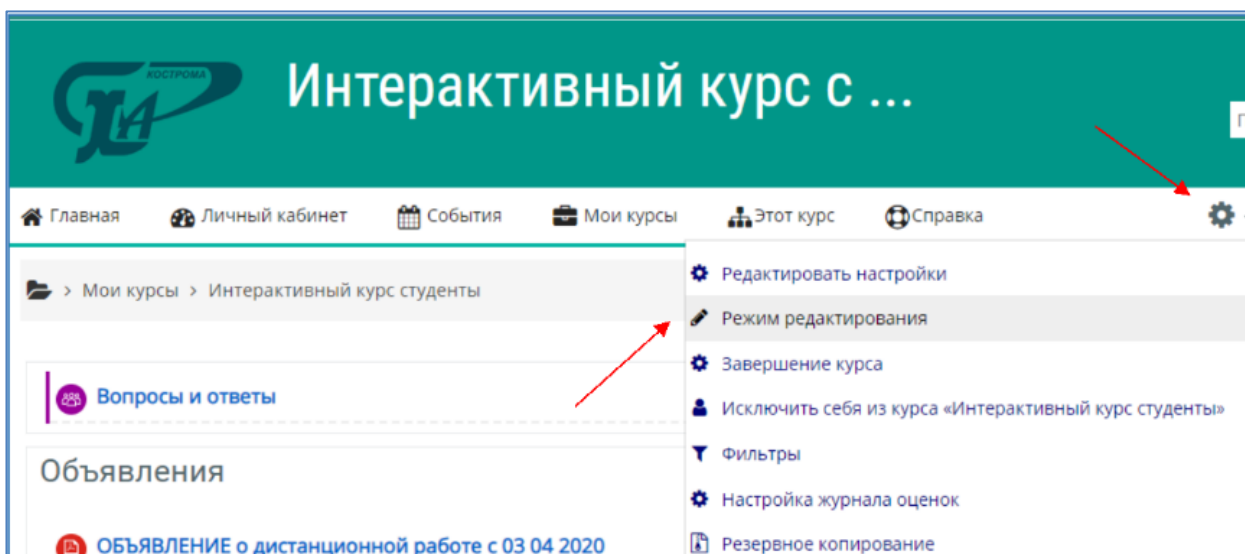 КОСТРОМА
Интерактивный курс с ...
Главная Личный кабинет События Мои курсы Этот курс Справка
> Мои курсы > Интерактивный курс студенты
Вопросы и ответы
Объявления
ОБЪЯВЛЕНИЕ о дистанционной работе с 03 04 2020
Редактировать настройки
Режим редактирования
Завершение курса
Исключить себя из курса «Интерактивный курс студенты»
Фильтры
Настройка журнала оценок
Резервное копирование